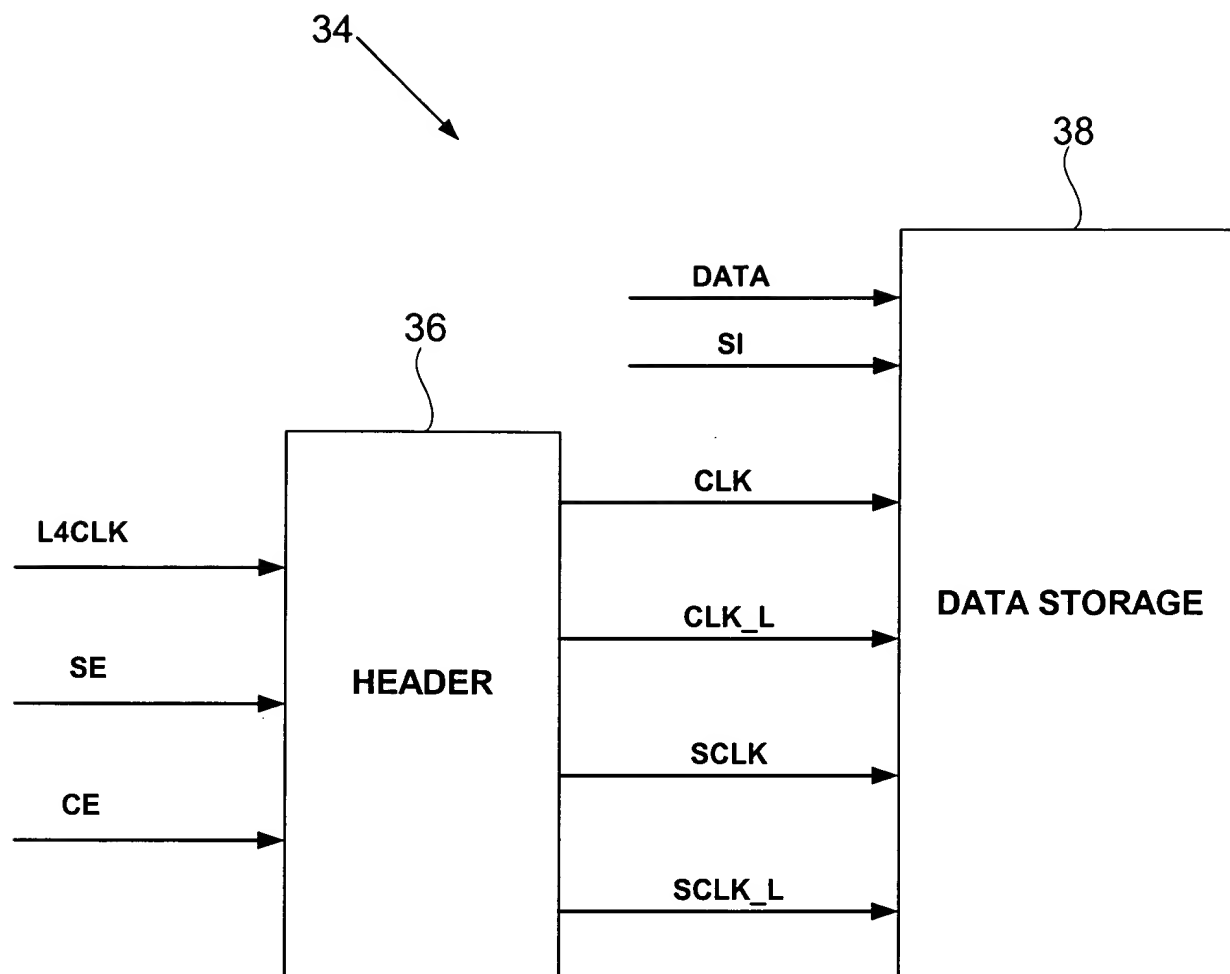 34
38
DATA
36
SI
CLK
L4CLK
DATA STORAGE
CLK_L
SE
HEADER
SCLK
CE
SCLK_L